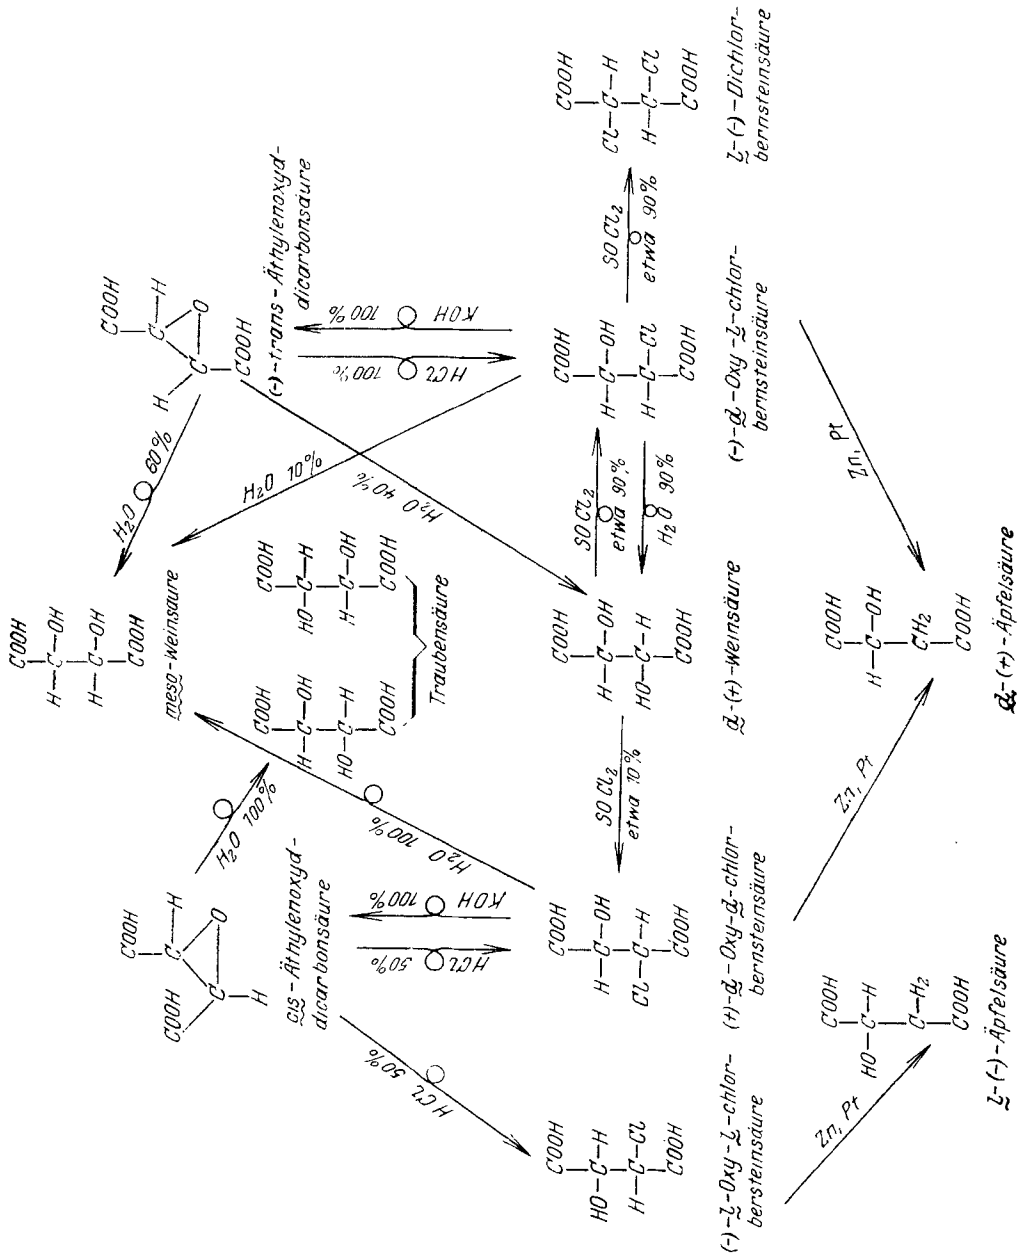 COOH
H–C–OH
H–C–OH
COOH
meso-Weinsäure
COOH
C–H
O
COOH
C
H
cis-Äthylenoxyd-
dicarbonsäure
COOH
C–H
O
H
C
COOH
(-)-trans-Äthylenoxyd-
dicarbonsäure
H₂O 100%
H₂O 60%
COOH
H–C–OH
HO–C–H
COOH
COOH
HO–C–H
H–C–OH
COOH
Traubensäure
HCl 50%
HCl 50%
KOH 100%
H₂O 100%
H₂O 40%
H₂O 10%
HCl 100%
KOH 100%
COOH
HO–C–H
H–C–Cl
COOH
(-)-l-Oxy-l-chlor-
bersteinsäure
COOH
H–C–OH
Cl–C–H
COOH
(+)-d-Oxy-d-chlor-
bernsteinsäure
SOCl₂
etwa 10%
COOH
H–C–OH
HO–C–H
COOH
d-(+)-Weinsäure
SOCl₂
etwa 90%
H₂O 90%
COOH
H–C–OH
H–C–Cl
COOH
(-)-d-Oxy-l-chlor-
bernsteinsäure
SOCl₂
etwa 90%
COOH
Cl–C–H
H–C–Cl
COOH
l-(-)-Dichlor-
bernsteinsäure
Zn, Pt
Zn, Pt
Zn, Pt
COOH
HO–C–H
C–H₂
COOH
l-(-)-Äpfelsäure
COOH
H–C–OH
CH₂
COOH
d-(+)-Äpfelsäure